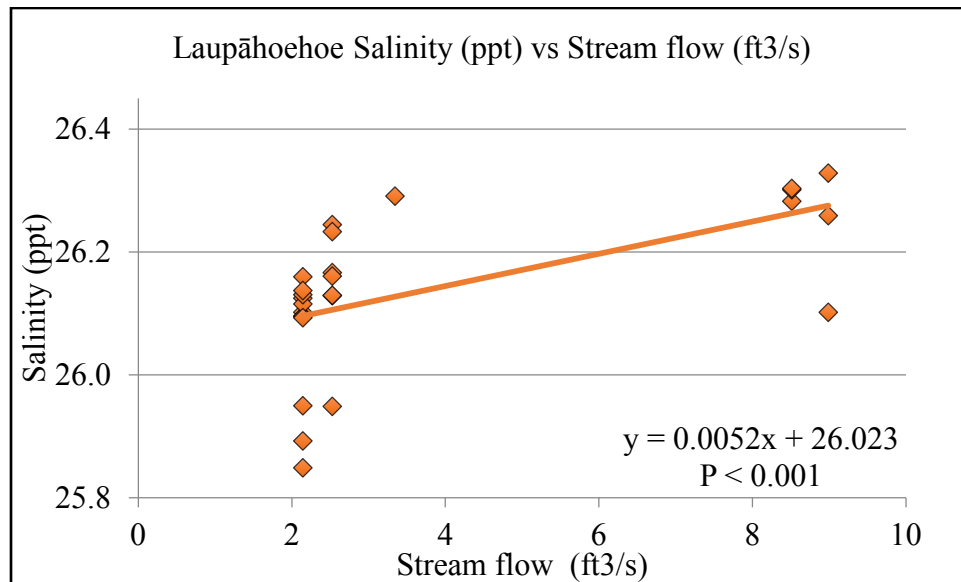 Laupāhoehoe Salinity (ppt) vs Stream flow (ft3/s)
26.4
26.2
26.0
25.8
Salinity (ppt)
y = 0.0052x + 26.023
P < 0.001
0 2 4 6 8 10
Stream flow (ft3/s)